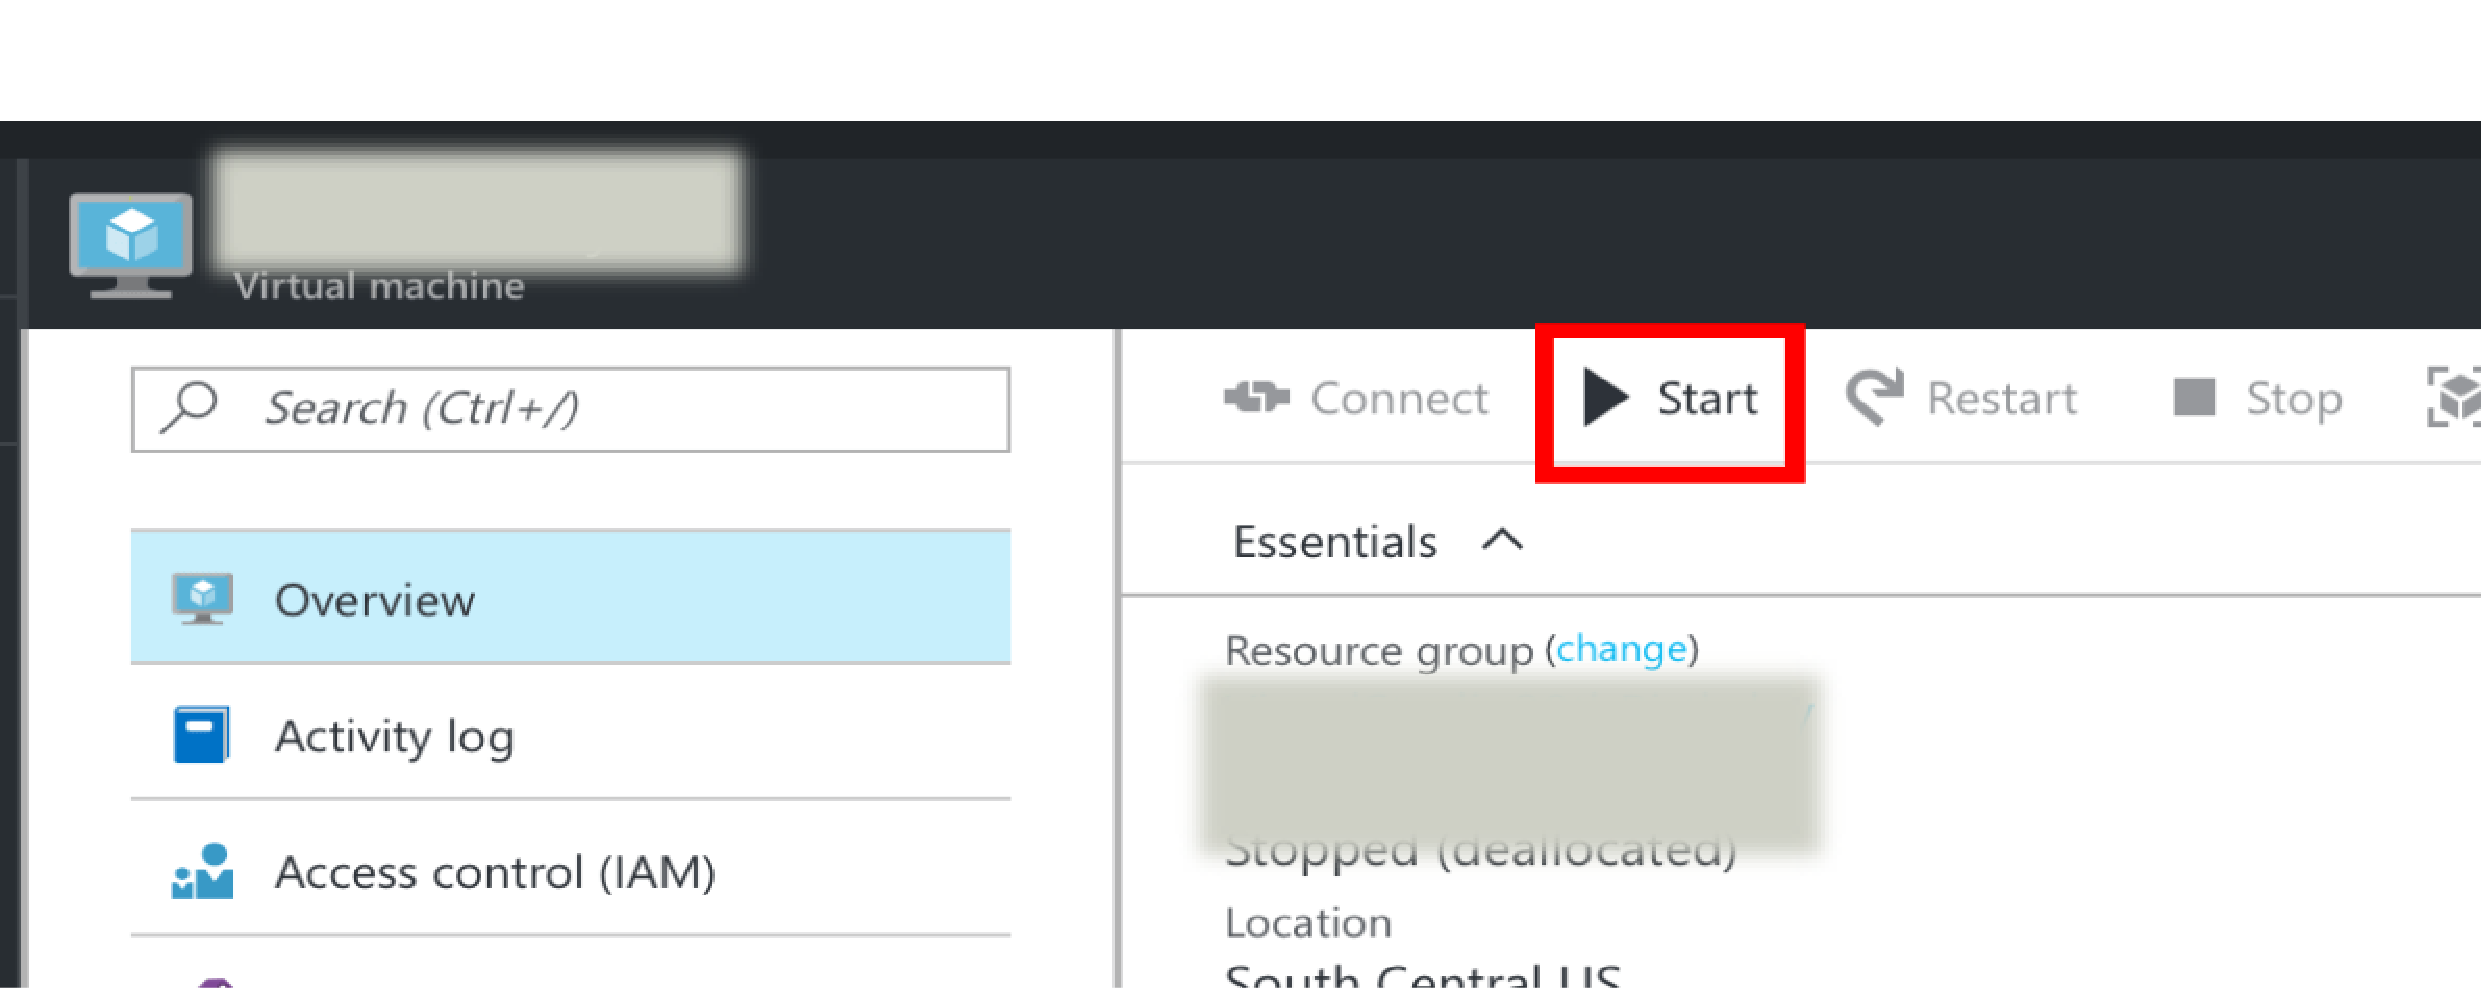 Virtual machine
Search (Ctrl+/)
Connect Start Restart Stop
Essentials
Overview
Resource group (change)
Activity log
Stopped (deallocated)
Access control (IAM)
Location
South Central US